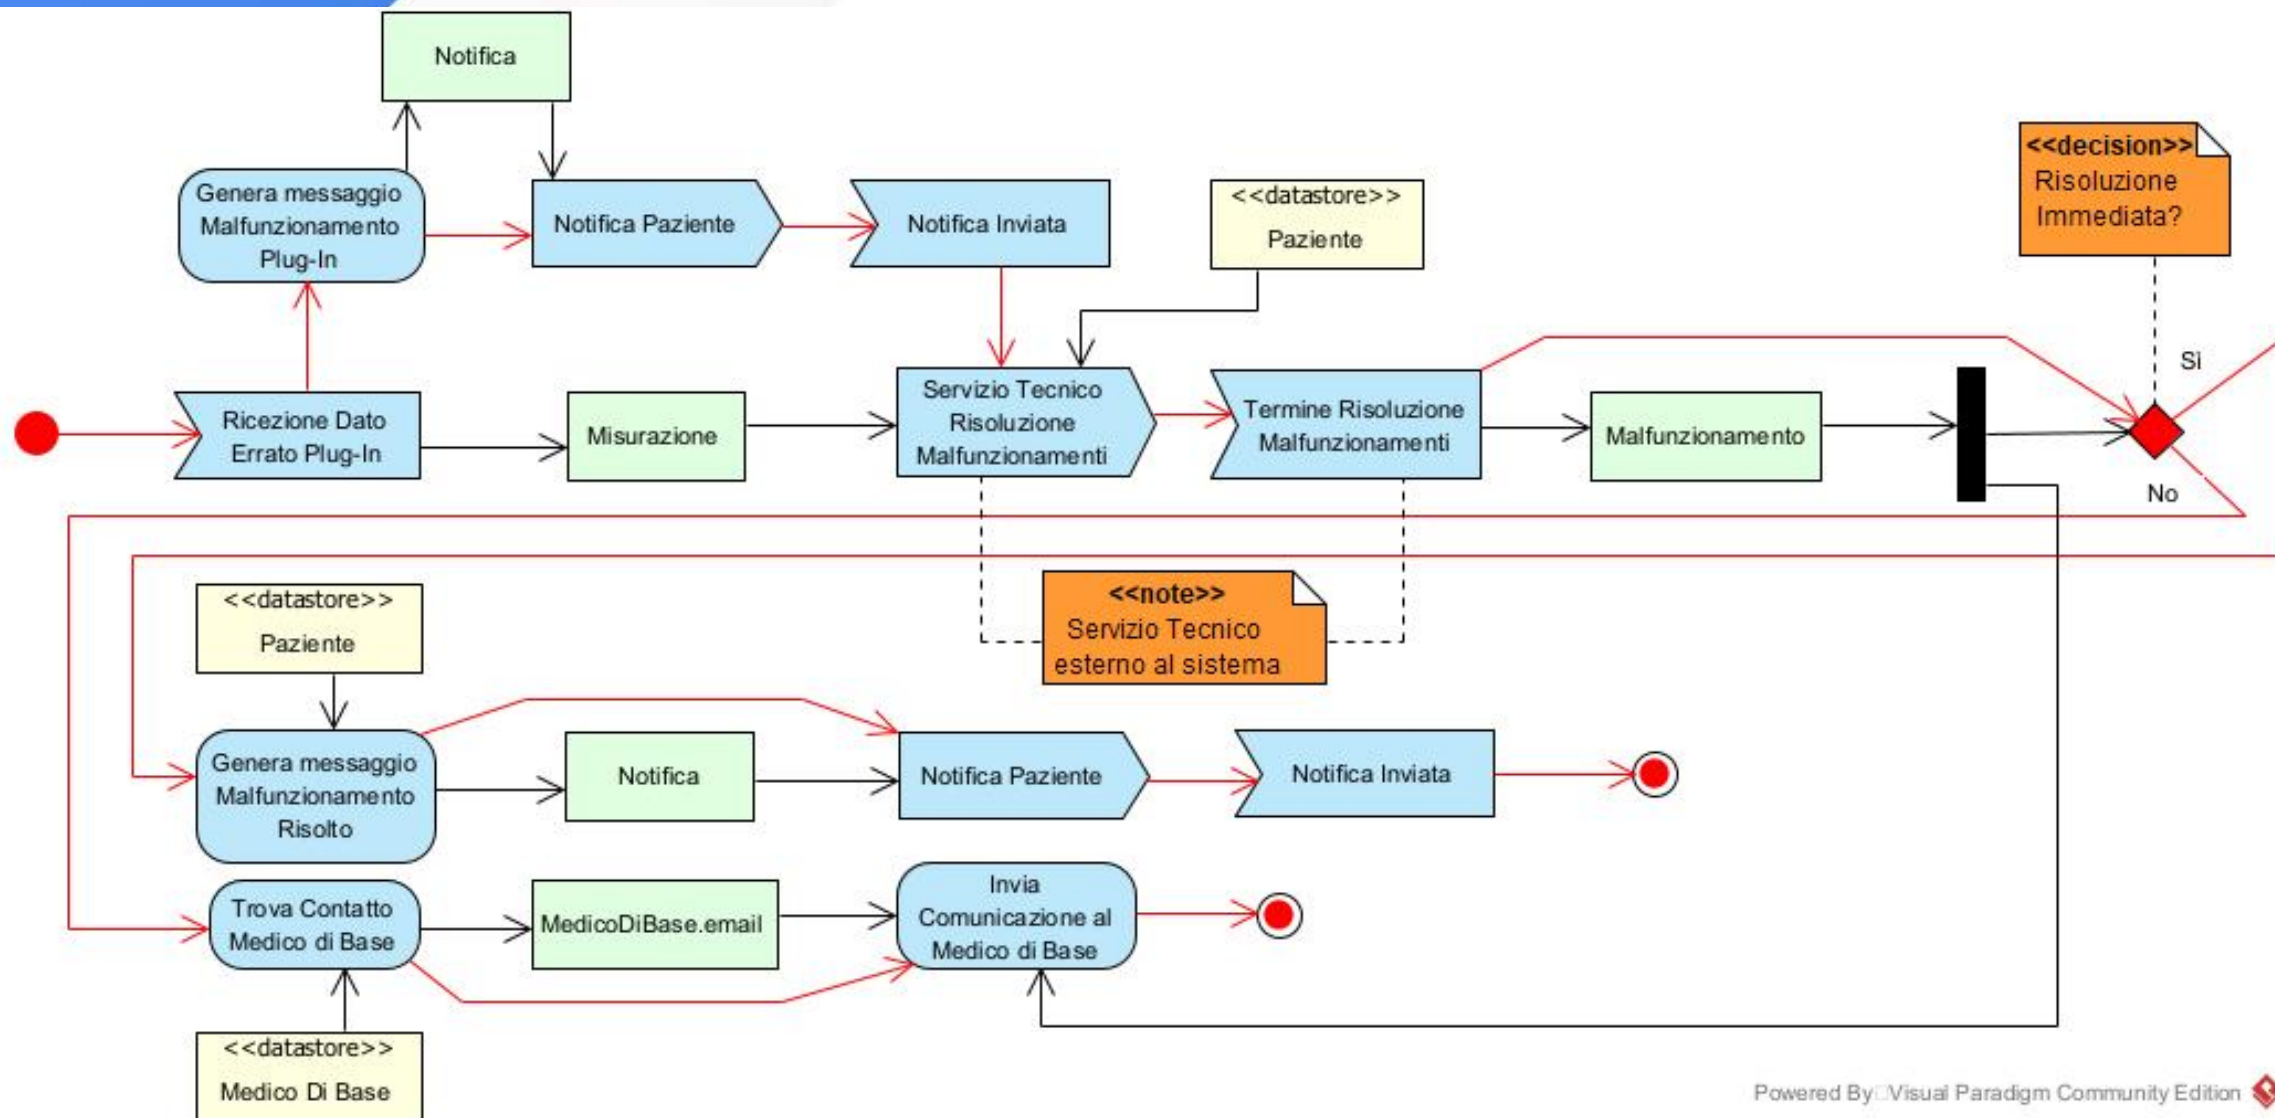 Notifica
Genera messaggio
Malfunzionamento
Plug-In
Notifica Paziente
Notifica Inviata
<<datastore>>
Paziente
<<decision>>
Risoluzione
Immediata?
Ricezione Dato
Errato Plug-In
Misurazione
Servizio Tecnico
Risoluzione
Malfunzionamenti
Termine Risoluzione
Malfunzionamenti
Malfunzionamento
Sì
No
<<datastore>>
Paziente
<<note>>
Servizio Tecnico
esterno al sistema
Genera messaggio
Malfunzionamento
Risolto
Notifica
Notifica Paziente
Notifica Inviata
Trova Contatto
Medico di Base
MedicoDiBase.email
Invia
Comunicazione al
Medico di Base
<<datastore>>
Medico Di Base
Powered By Visual Paradigm Community Edition